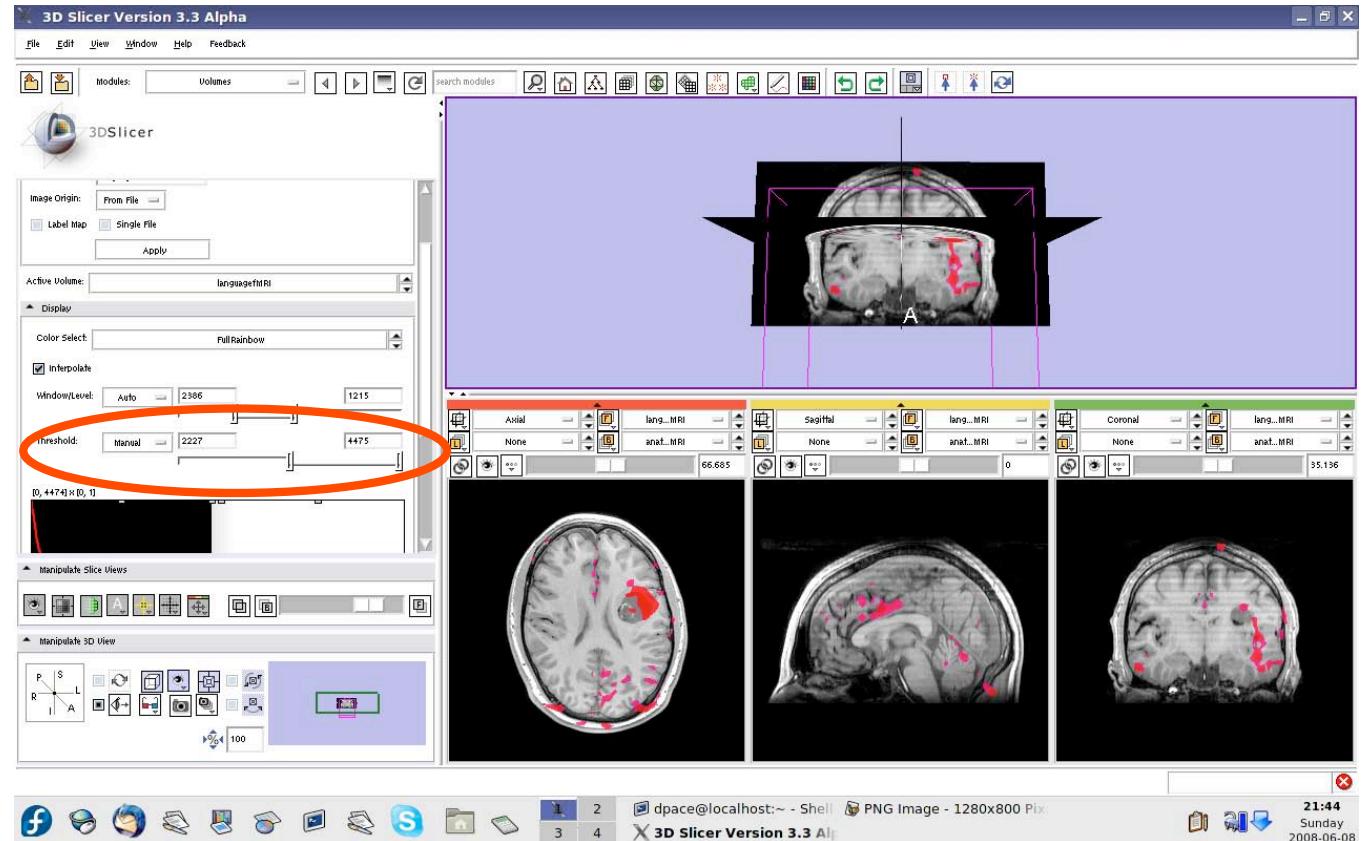 3D Slicer Version 3.3 Alpha
File Edit View Window Help Feedback
Modules: Volumes search modules
3DSlicer
Image Origin: From File
Label Map Single File
Apply
Active Volume: languagefMRI
Display
Color Select: FullRainbow
Interpolate
Window/Level: Auto 2386 1215
Threshold: Manual 2227 4475
[0, 4474] x [0, 1]
Manipulate Slice Views
Manipulate 3D View
P S L R I A
100
A
Axial lang...MRI
None anat...MRI
66.685
Sagittal lang...MRI
None anat...MRI
0
Coronal lang...MRI
None anat...MRI
35.136
1 2
3 4
dpace@localhost:~ - Shell
PNG Image - 1280x800 Pix
3D Slicer Version 3.3 Al
21:44
Sunday
2008-06-08